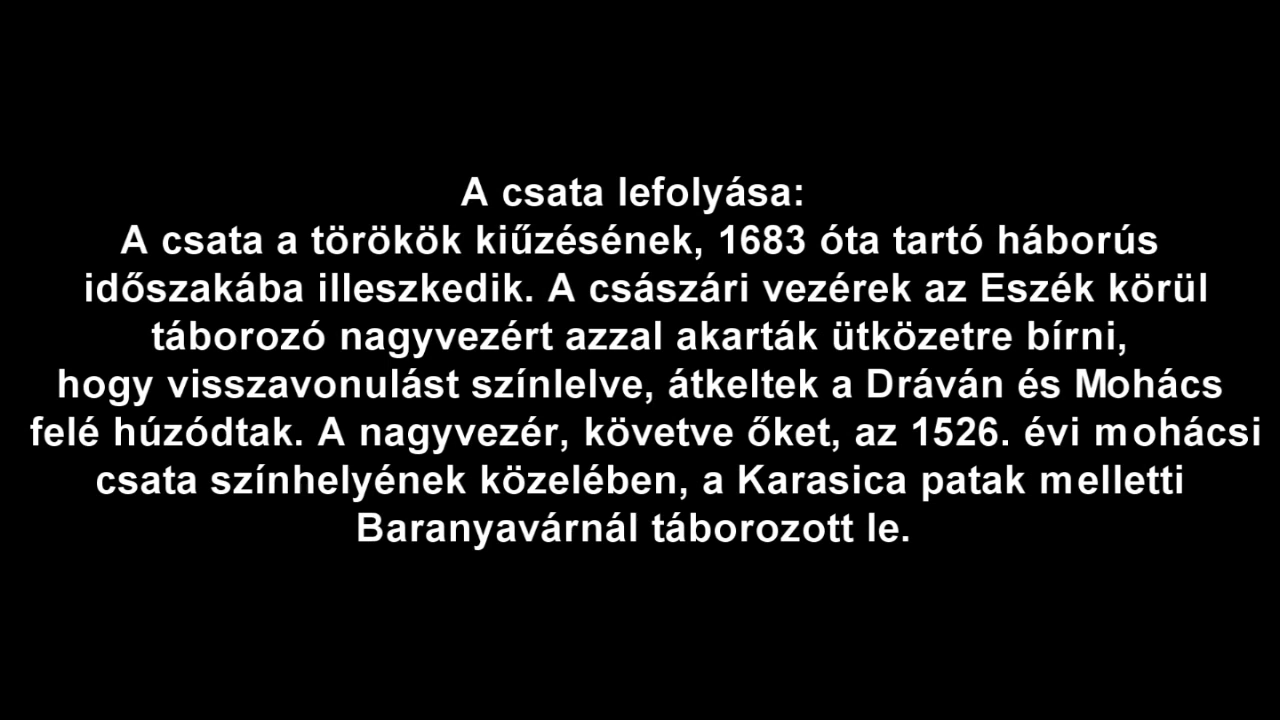 A csata lefolyása:
A csata a törökök kiűzésének, 1683 óta tartó háborús
időszakába illeszkedik. A császári vezérek az Eszék körül
táborozó nagyvezért azzal akarták ütközetre bírni,
hogy visszavonulást színlelve, átkeltek a Dráván és Mohács
felé húzódtak. A nagyvezér, követve őket, az 1526. évi mohácsi
csata színhelyének közelében, a Karasica patak melletti
Baranyavárnál táborozott le.